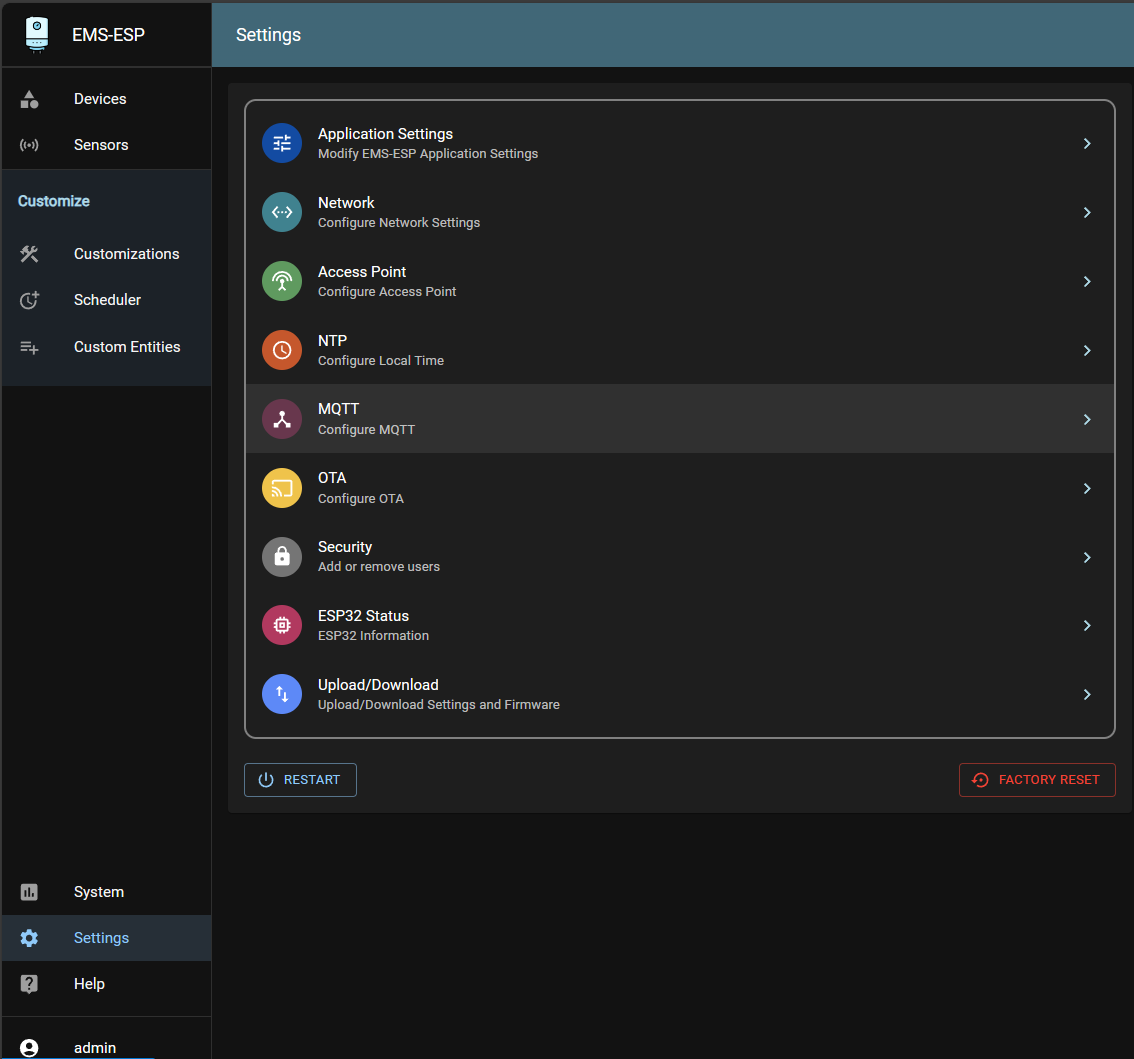 EMS-ESP
Settings
Devices
Sensors
Customize
Customizations
Scheduler
Custom Entities
System
Settings
Help
admin
Application Settings
Modify EMS-ESP Application Settings
Network
Configure Network Settings
Access Point
Configure Access Point
NTP
Configure Local Time
MQTT
Configure MQTT
OTA
Configure OTA
Security
Add or remove users
ESP32 Status
ESP32 Information
Upload/Download
Upload/Download Settings and Firmware
RESTART
FACTORY RESET